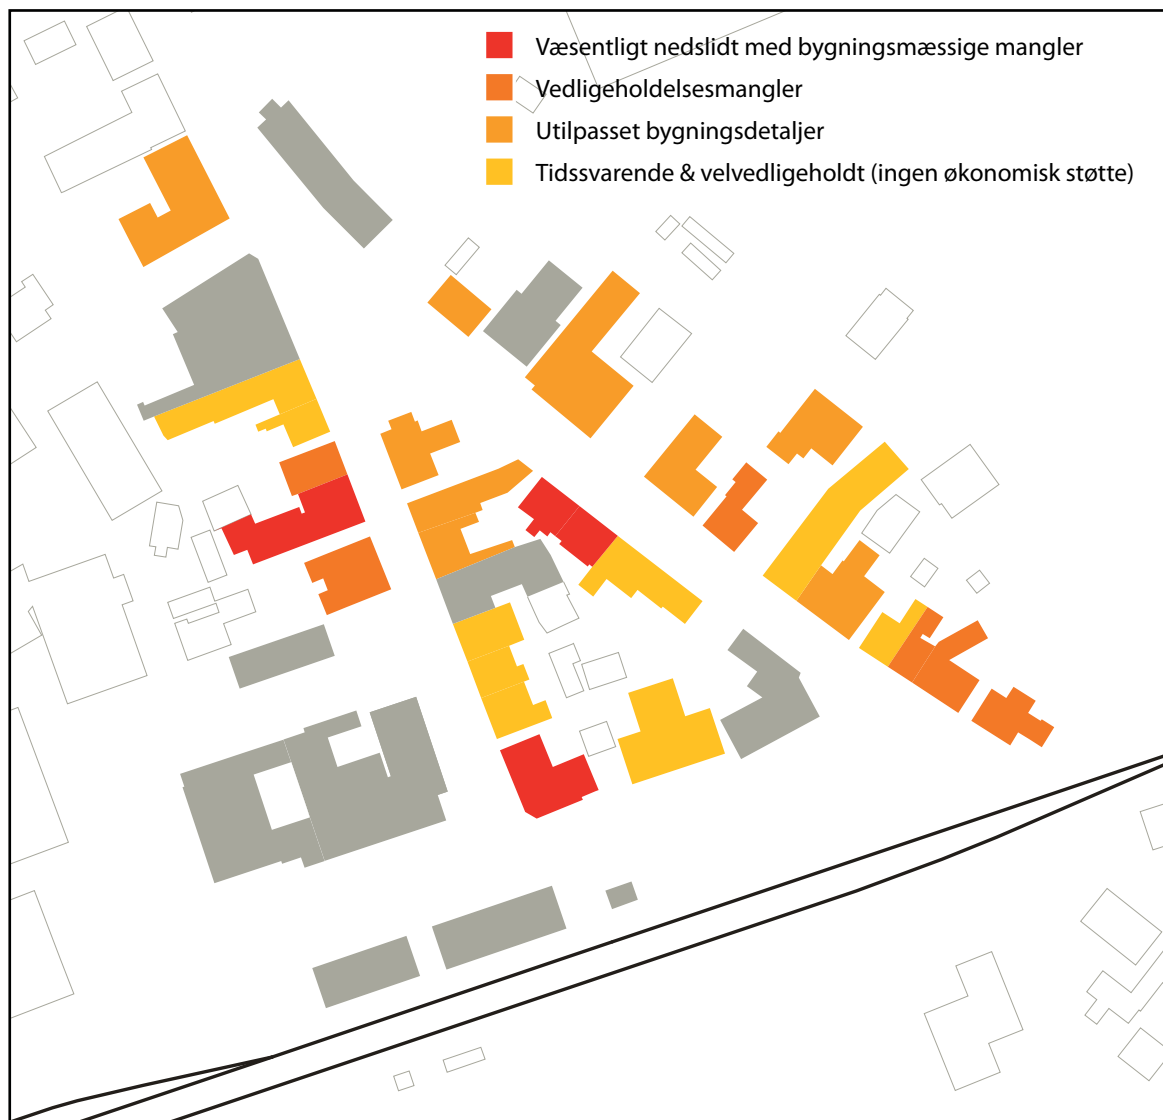 Væsentligt nedslidt med bygningsmæssige mangler
Vedligeholdelsesmangler
Utilpasset bygningsdetaljer
Tidssvarende & velvedligeholdt (ingen økonomisk støtte)